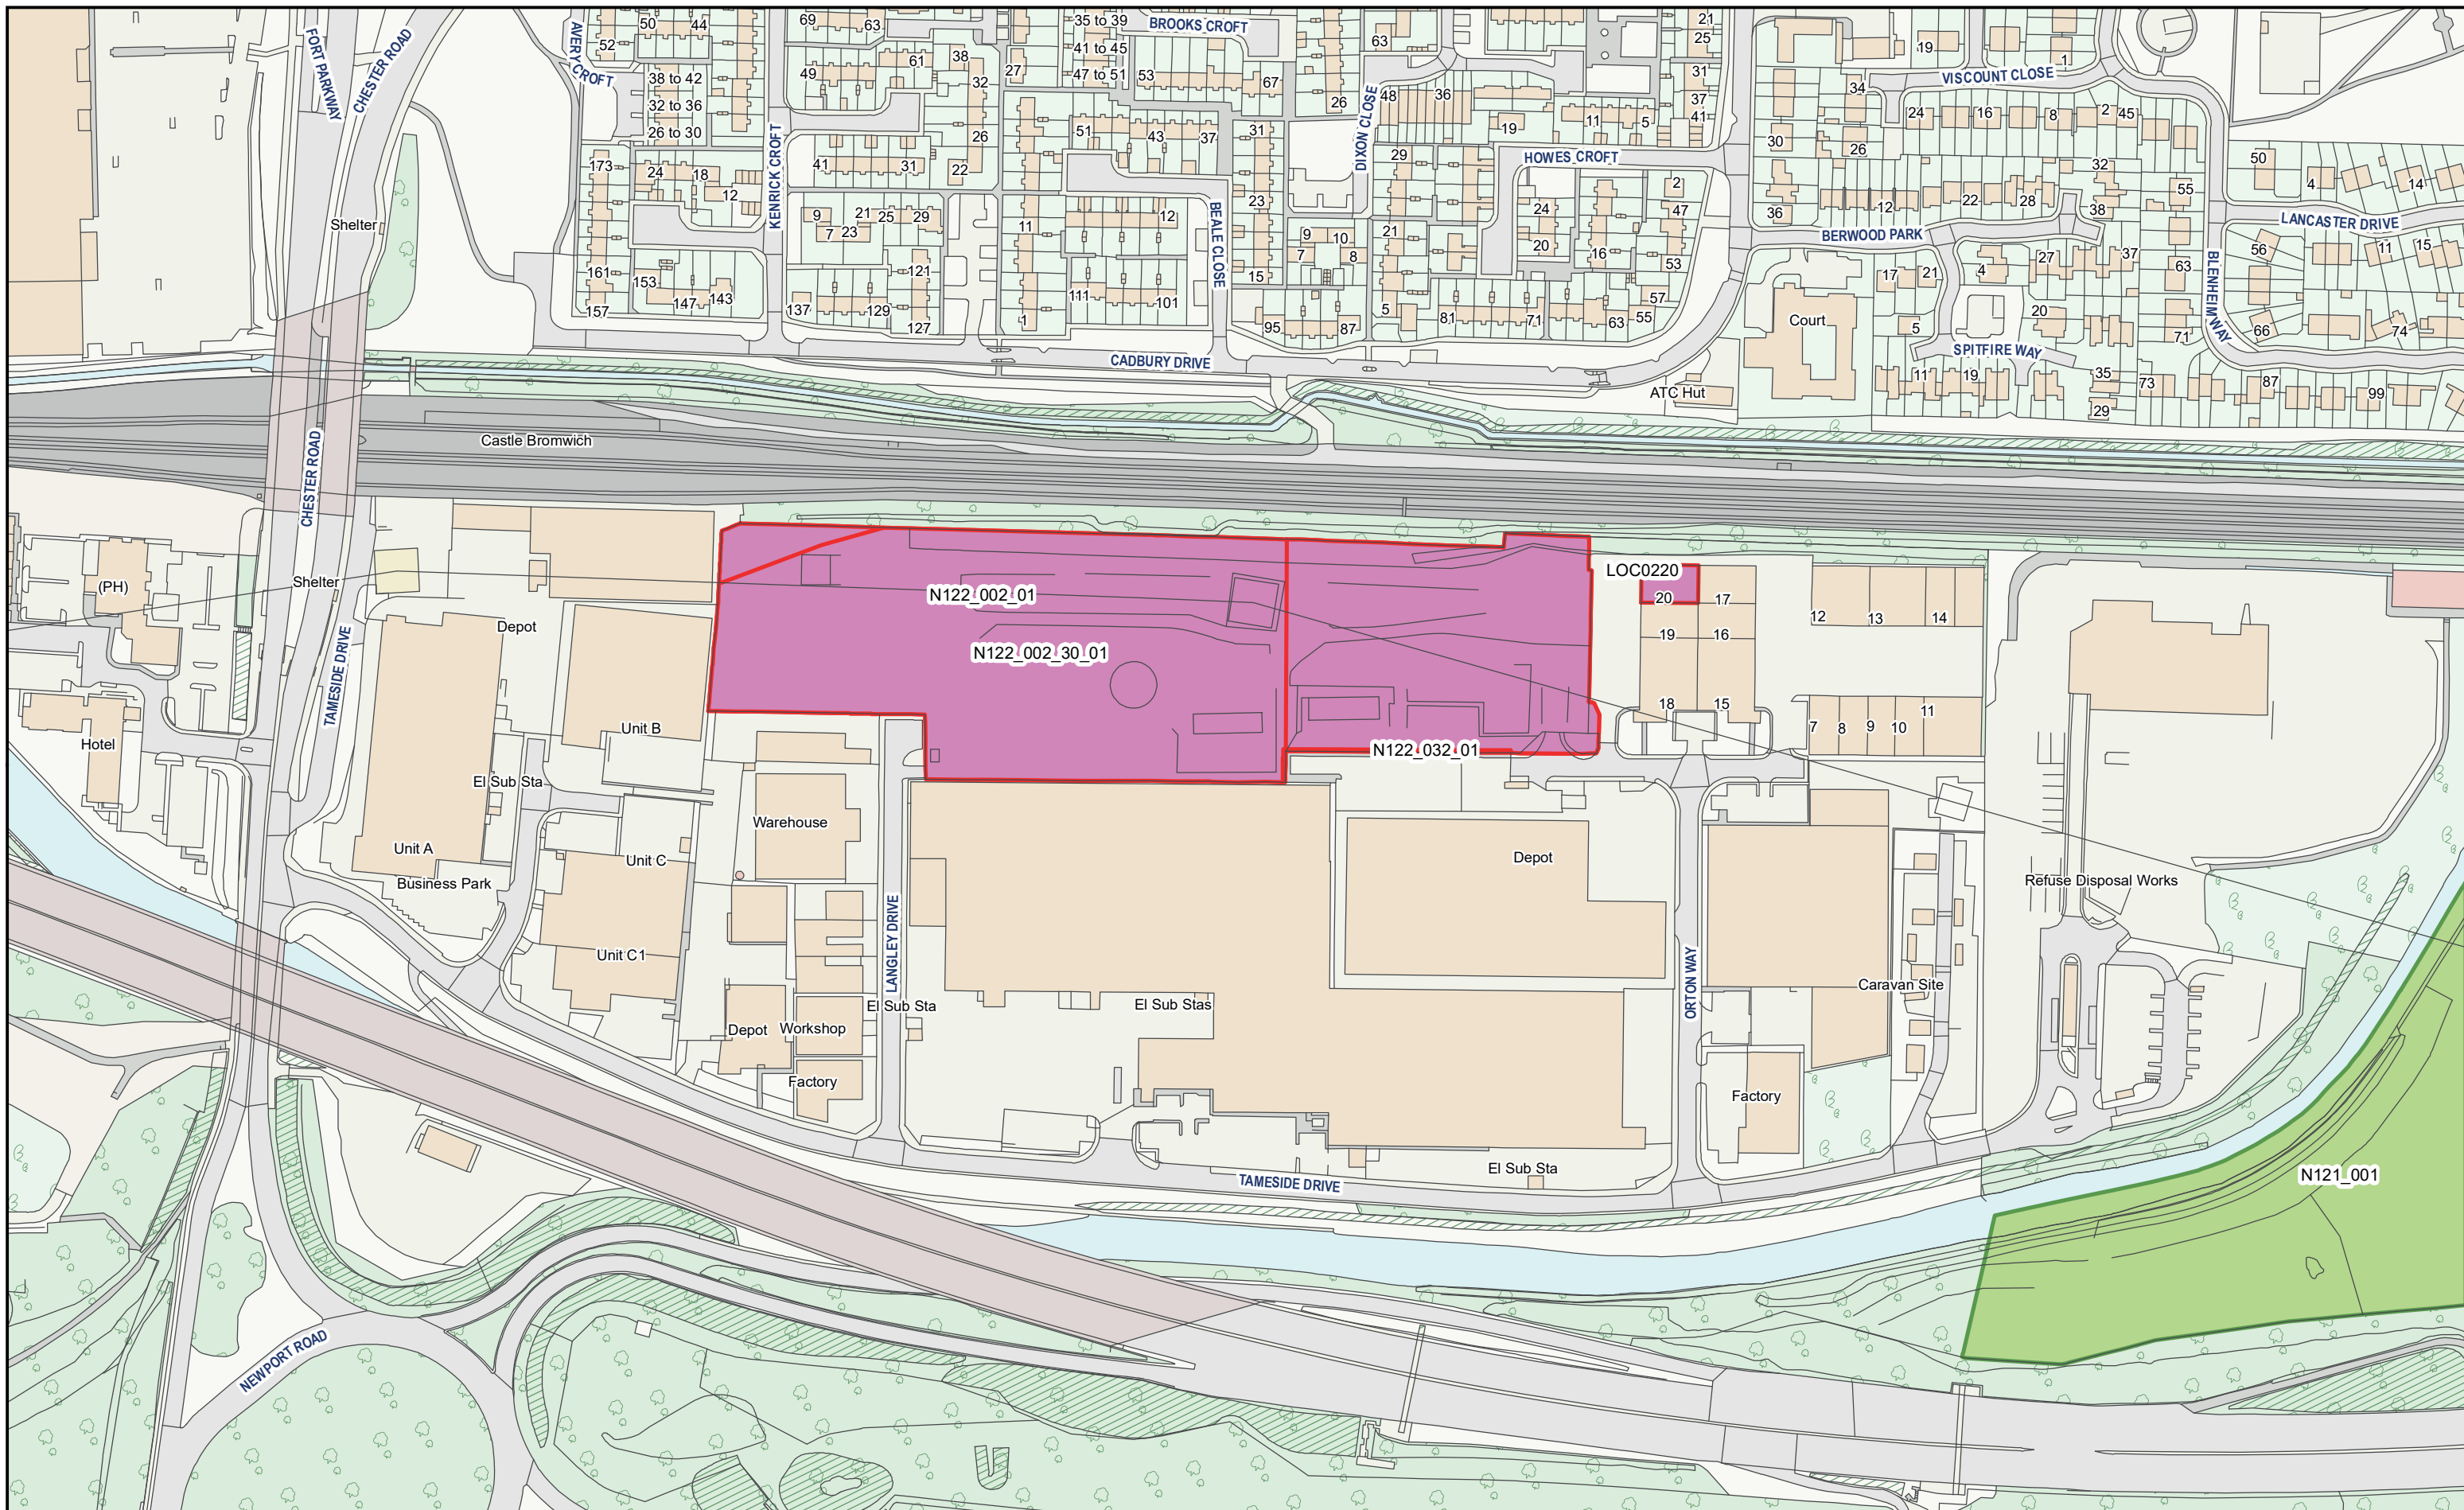 FORT PARKWAY
CHESTER ROAD
AVERY CROFT
50
44
52
38 to 42
32 to 36
26 to 30
173
24
18
12
161
153
147
143
157
Shelter
KENRICK CROFT
69
63
49
61
38
32
26
22
41
31
9
7
21
23
25
29
121
137
129
127
35 to 39
41 to 45
47 to 51
BROOKS CROFT
27
53
67
26
51
43
37
31
23
15
11
12
1
111
101
BEALE CLOSE
9
10
7
8
95
87
DIXON CLOSE
63
48
36
29
21
5
19
11
5
HOWES CROFT
21
25
31
37
41
2
47
24
20
16
53
57
55
63
81
71
CADBURY DRIVE
ATC Hut
Court
19
1
VISCOUNT CLOSE
34
24
16
8
2
45
30
26
36
12
22
28
32
38
55
BERWOOD PARK
17
21
4
27
37
63
20
5
71
SPITFIRE WAY
11
19
35
73
29
BLENHEIM WAY
50
4
14
LANCASTER DRIVE
56
11
15
66
74
87
99
Castle Bromwich
CHESTER ROAD
(PH)
Shelter
TAMESIDE DRIVE
Depot
Hotel
Unit B
El Sub Sta
Unit A
Business Park
Unit C
Unit C1
Warehouse
Depot
Workshop
Factory
LANGLEY DRIVE
El Sub Sta
N122_002_01
N122_002_30_01
N122_032_01
LOC0220
20
17
19
16
18
15
12
13
14
7
8
9
10
11
Depot
El Sub Stas
ORTON WAY
Refuse Disposal Works
Caravan Site
Factory
El Sub Sta
TAMESIDE DRIVE
N121_001
NEWPORT ROAD